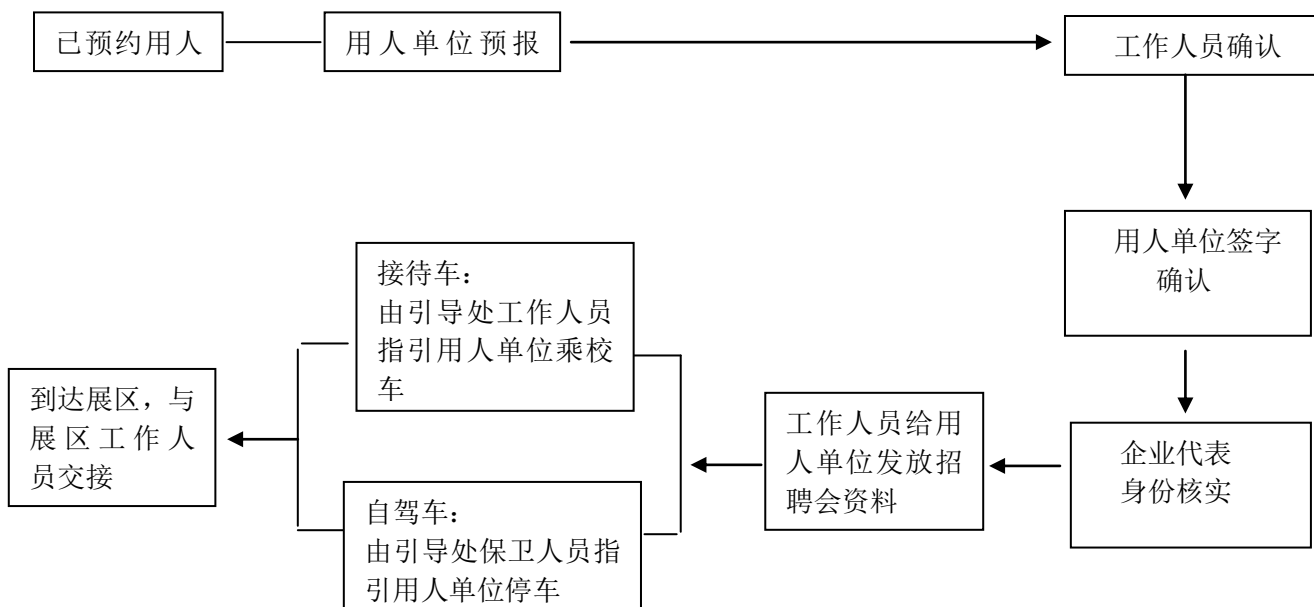 已预约用人
用人单位预报
工作人员确认
用人单位签字
确认
企业代表
身份核实
工作人员给用
人单位发放招
聘会资料
接待车：
由引导处工作人员
指引用人单位乘校
车
自驾车：
由引导处保卫人员指
引用人单位停车
到达展区，与
展区工作人
员交接